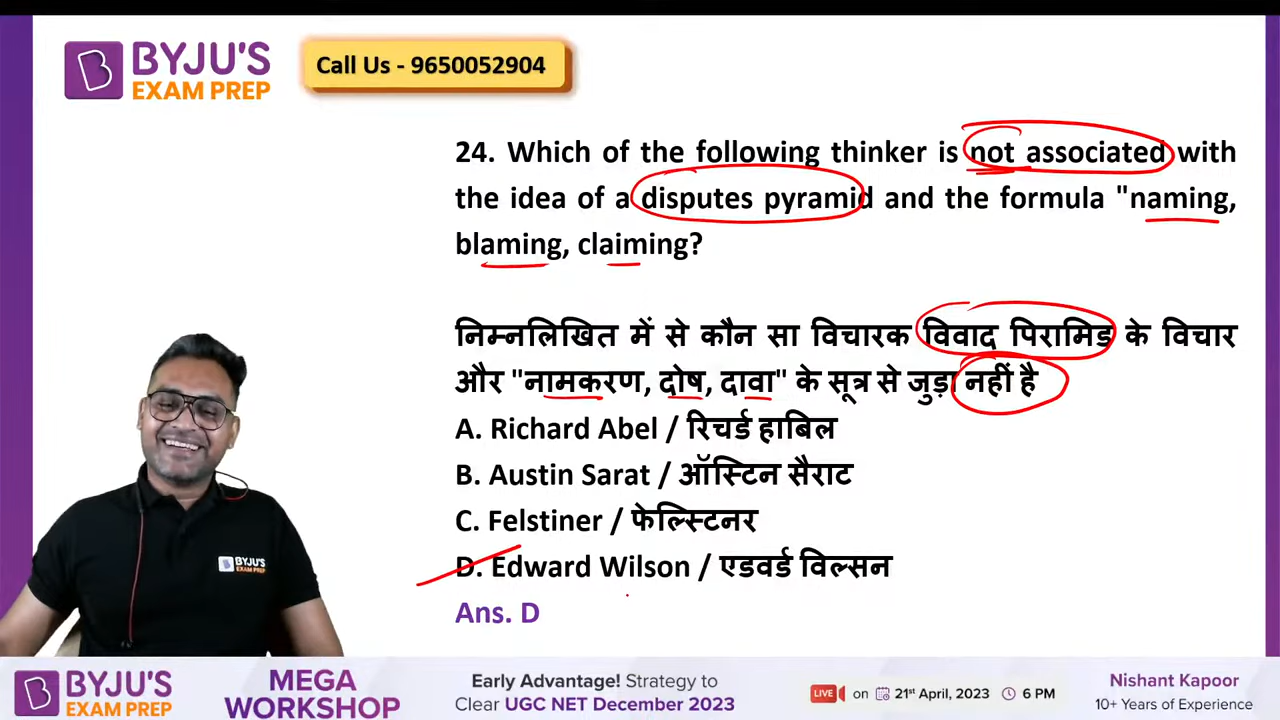 BYJU'S
EXAM PREP
Call Us - 9650052904
24. Which of the following thinker is not associated with
the idea of a disputes pyramid and the formula "naming,
blaming, claiming?
निम्नलिखित में से कौन सा विचारक विवाद पिरामिड के विचार
और "नामकरण, दोष, दावा" के सूत्र से जुड़ा नहीं है
A. Richard Abel / रिचर्ड हाबिल
B. Austin Sarat / ऑस्टिन सैराट
C. Felstiner / फेल्स्टिनर
D. Edward Wilson / एडवर्ड विल्सन
Ans. D
BYJU'S
EXAM PREP
BYJU'S
EXAM PREP
MEGA
WORKSHOP
Early Advantage! Strategy to
Clear UGC NET December 2023
LIVE on 21st April, 2023 6 PM
Nishant Kapoor
10+ Years of Experience